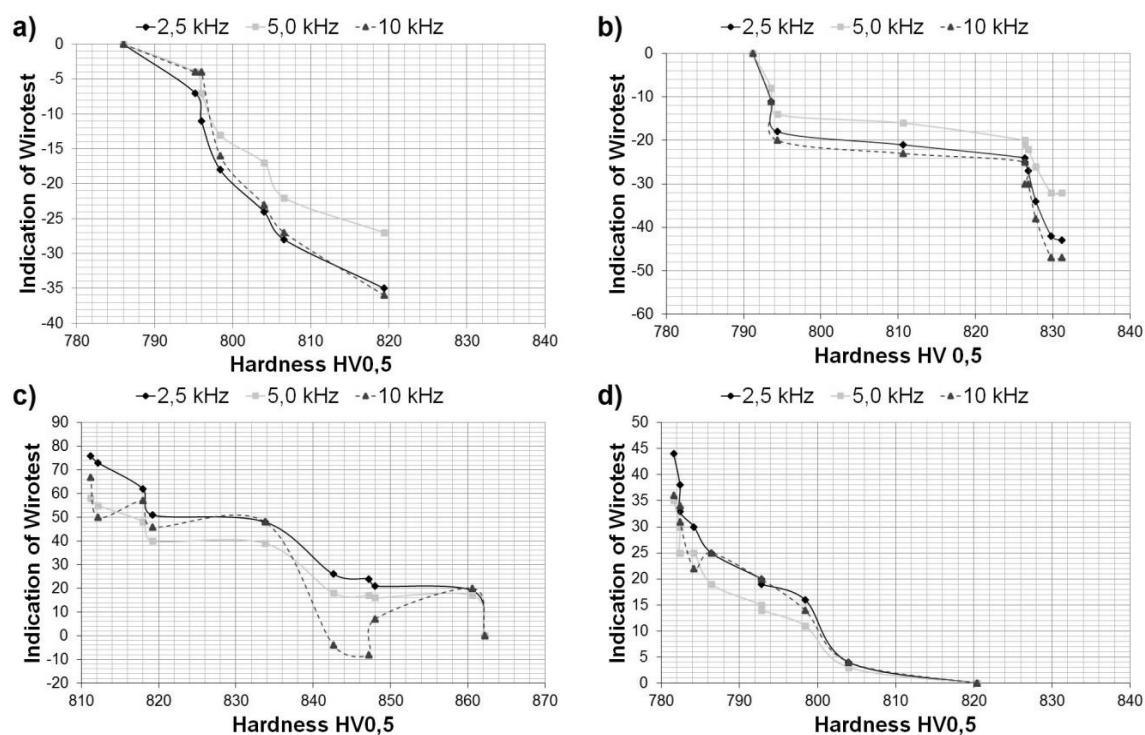 a)
2,5 kHz 5,0 kHz 10 kHz
Indication of Wirotest
0
-5
-10
-15
-20
-25
-30
-35
-40
780 790 800 810 820 830 840
Hardness HV0,5
b)
2,5 kHz 5,0 kHz 10 kHz
Indication of Wirotest
0
-10
-20
-30
-40
-50
-60
780 790 800 810 820 830 840
Hardness HV 0,5
c)
2,5 kHz 5,0 kHz 10 kHz
Indication of Wirotest
90
80
70
60
50
40
30
20
10
0
-10
-20
810 820 830 840 850 860 870
Hardness HV0,5
d)
2,5 kHz 5,0 kHz 10 kHz
Indication of Wirotest
50
45
40
35
30
25
20
15
10
5
0
780 790 800 810 820 830 840
Hardness HV0,5